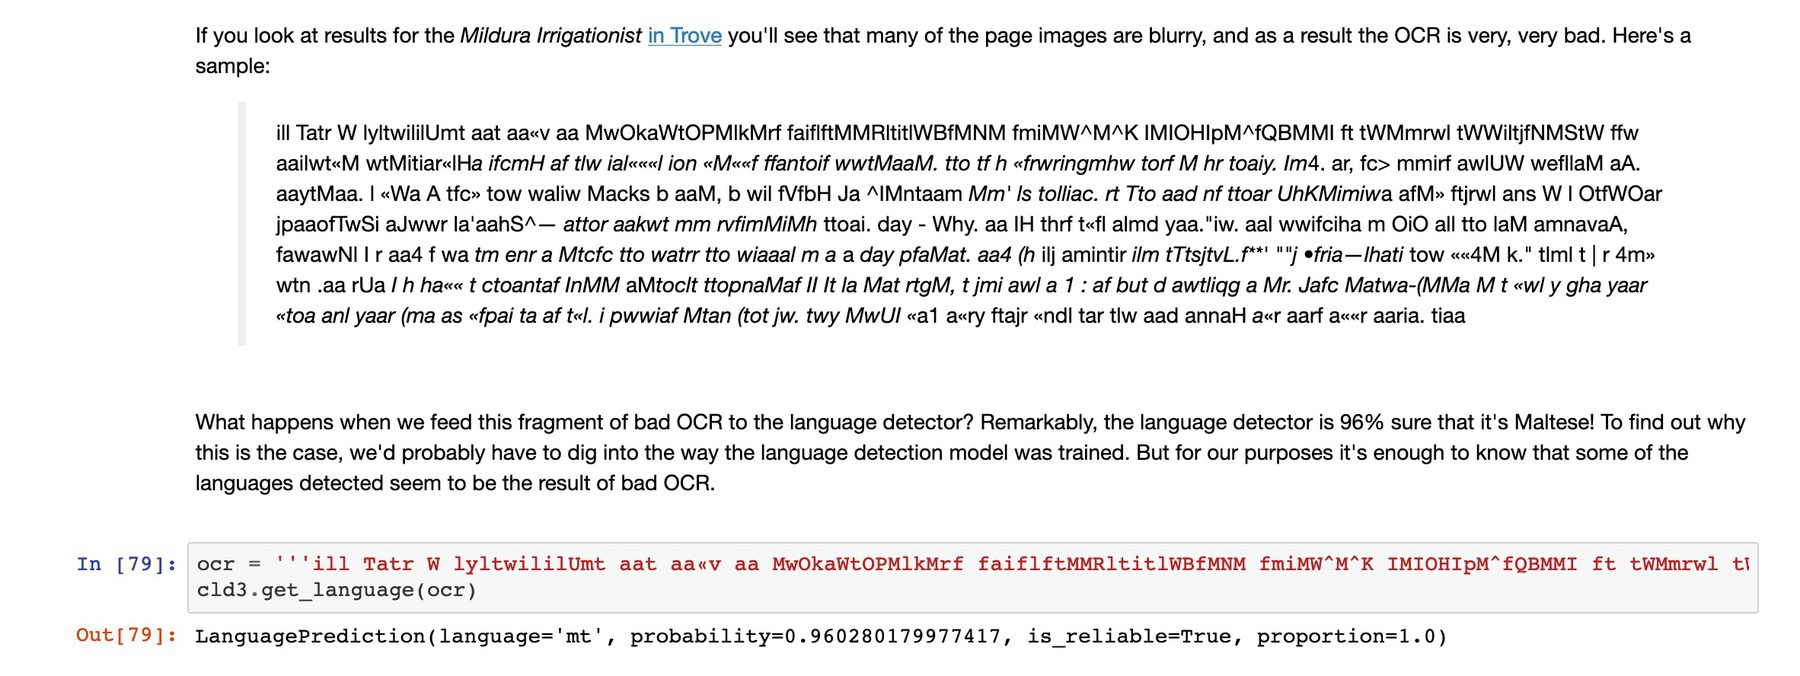 If you look at results for the Mildura Irrigationist in Trove you'll see that many of the page images are blurry, and as a result the OCR is very, very bad. Here's a
sample:
ill Tatr W lyltwililUmt aat aa«v aa MwOkaWtOPMlkMrf faiflftMMRltitlWBfMNM fmiMW^M^K IMIOHIpM^fQBMMI ft tWMmrwl tWWiltjfNMStW ffw
aailwt«M wtMitiar«lHa ifcmH af tlw ial«««l ion «M««f ffantoif wwtMaaM. tto tf h «frwringmhw torf M hr toaiy. Im4. ar, fc> mmirf awlUW wefllaM aA.
aaytMaa. l «Wa A tfc» tow waliw Macks b aaM, b wil fVfbH Ja ^IMntaam Mm' ls tolliac. rt Tto aad nf ttoar UhKMimiwa afM» ftjrwl ans W l OtfWOar
jpaaofTwSi aJwwr la'aahS^— attor aakwt mm rvfimMiMh ttoai. day - Why. aa lH thrf t«fl almd yaa."iw. aal wwifciha m OiO all tto laM amnavaA,
fawawNl I r aa4 f wa tm enr a Mtcfc tto watrr tto wiaaal m a a day pfaMat. aa4 (h ilj amintir ilm tTtsjtvL.f**' ""j •fria—lhati tow ««4M k." tlml t | r 4m»
wtn .aa rUa I h ha«« t ctoantaf lnMM aMtoclt ttopnaMaf II It la Mat rtgM, t jmi awl a 1 : af but d awtliqg a Mr. Jafc Matwa-(MMa M t «wl y gha yaar
«toa anl yaar (ma as «fpai ta af t«l. i pwwiaf Mtan (tot jw. twy MwUI «a1 a«ry ftajr «ndl tar tlw aad annaH a«r aarf a««r aaria. tiaa
What happens when we feed this fragment of bad OCR to the language detector? Remarkably, the language detector is 96% sure that it's Maltese! To find out why
this is the case, we'd probably have to dig into the way the language detection model was trained. But for our purposes it's enough to know that some of the
languages detected seem to be the result of bad OCR.
In [79]: ocr = '''ill Tatr W lyltwililUmt aat aa«v aa MwOkaWtOPMlkMrf faiflftMMRltitlWBfMNM fmiMW^M^K IMIOHIpM^fQBMMI ft tWMmrwl
cld3.get_language(ocr)
Out[79]: LanguagePrediction(language='mt', probability=0.960280179977417, is_reliable=True, proportion=1.0)